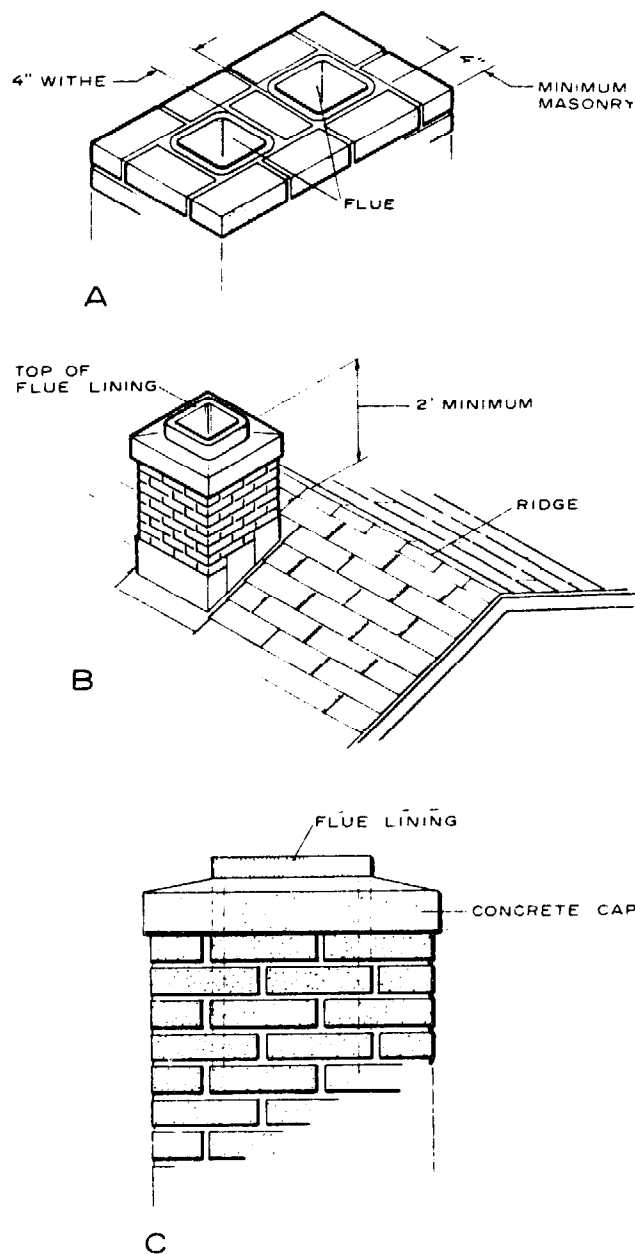 4" WITHE
MINIMUM
MASONRY
FLUE
A
TOP OF
FLUE LINING
2' MINIMUM
RIDGE
B
FLUE LINING
CONCRETE CAP
C